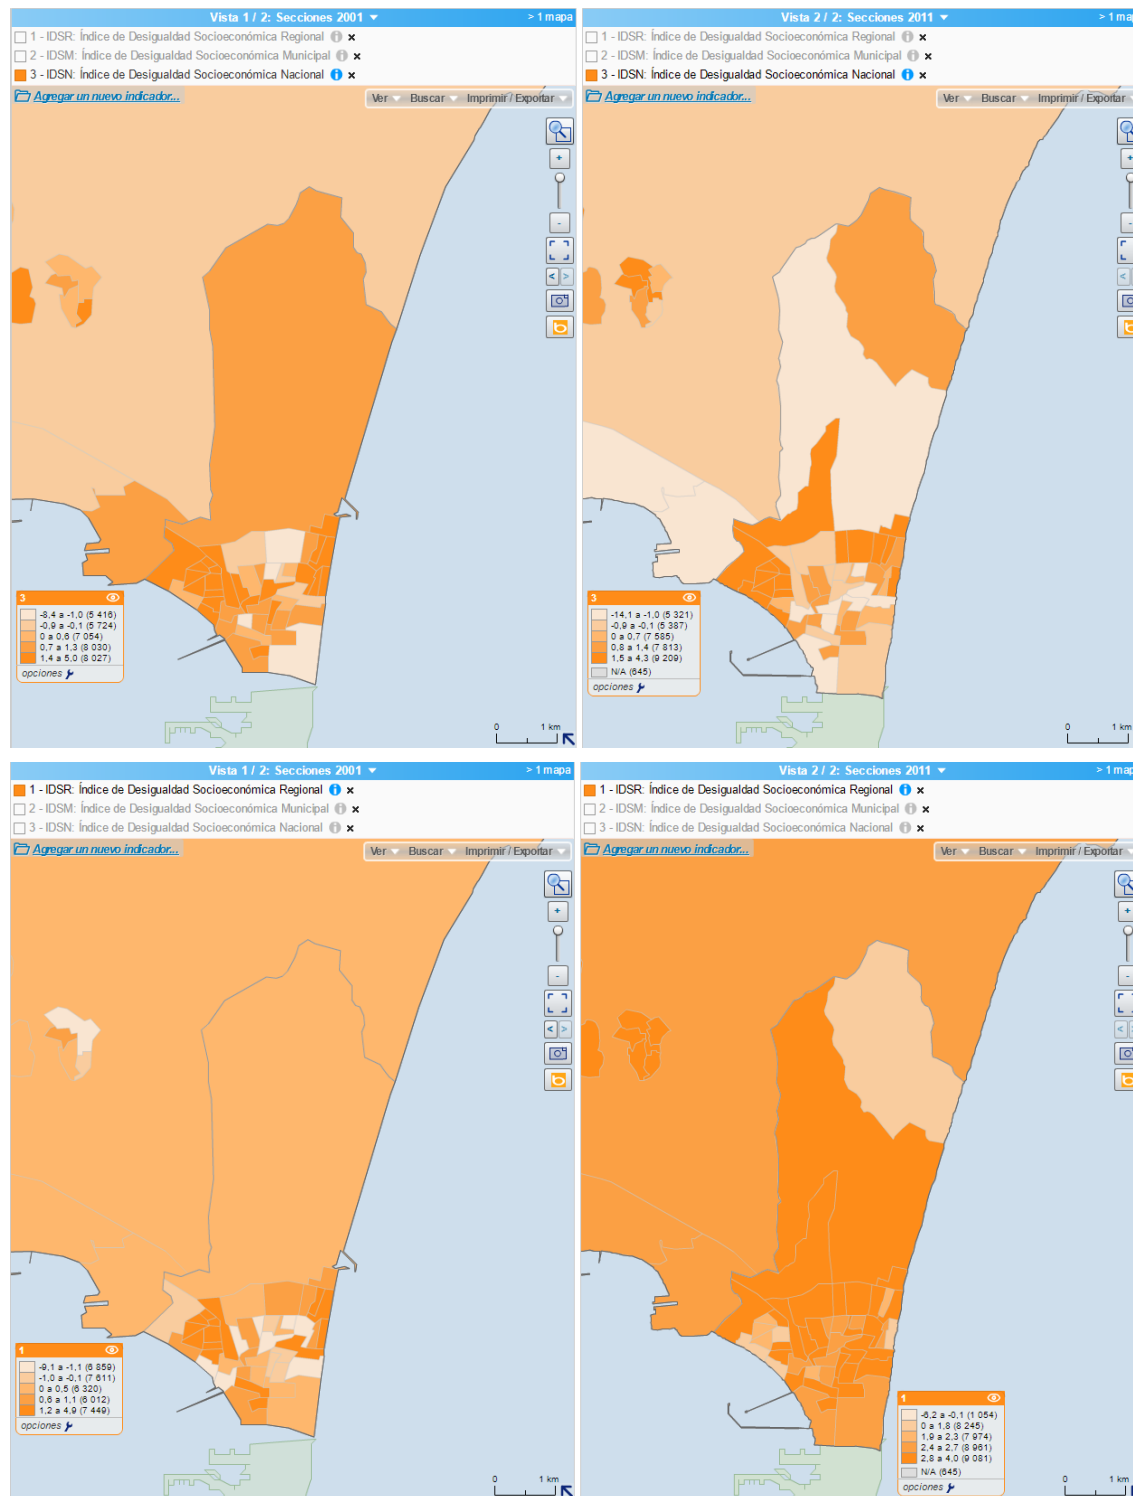 Vista 1 / 2: Secciones 2001 > 1 mapa
1 - IDSR: Índice de Desigualdad Socioeconómica Regional
2 - IDSM: Índice de Desigualdad Socioeconómica Municipal
3 - IDSN: Índice de Desigualdad Socioeconómica Nacional
Agregar un nuevo indicador...
Ver Buscar Imprimir / Exportar
3
-8,4 a -1,0 (5 416)
-0,9 a -0,1 (5 724)
0 a 0,6 (7 054)
0,7 a 1,3 (8 030)
1,4 a 5,0 (8 027)
opciones
0 1 km
Vista 2 / 2: Secciones 2011 > 1 mapa
1 - IDSR: Índice de Desigualdad Socioeconómica Regional
2 - IDSM: Índice de Desigualdad Socioeconómica Municipal
3 - IDSN: Índice de Desigualdad Socioeconómica Nacional
Agregar un nuevo indicador...
Ver Buscar Imprimir / Exportar
3
-14,1 a -1,0 (5 321)
-0,9 a -0,1 (5 387)
0 a 0,7 (7 585)
0,8 a 1,4 (7 813)
1,5 a 4,3 (9 209)
N/A (645)
opciones
0 1 km
Vista 1 / 2: Secciones 2001 > 1 mapa
1 - IDSR: Índice de Desigualdad Socioeconómica Regional
2 - IDSM: Índice de Desigualdad Socioeconómica Municipal
3 - IDSN: Índice de Desigualdad Socioeconómica Nacional
Agregar un nuevo indicador...
Ver Buscar Imprimir / Exportar
1
-9,1 a -1,1 (6 859)
-1,0 a -0,1 (7 611)
0 a 0,5 (6 320)
0,6 a 1,1 (6 012)
1,2 a 4,9 (7 449)
opciones
0 1 km
Vista 2 / 2: Secciones 2011 > 1 mapa
1 - IDSR: Índice de Desigualdad Socioeconómica Regional
2 - IDSM: Índice de Desigualdad Socioeconómica Municipal
3 - IDSN: Índice de Desigualdad Socioeconómica Nacional
Agregar un nuevo indicador...
Ver Buscar Imprimir / Exportar
1
-6,2 a -0,1 (1 054)
0 a 1,8 (8 245)
1,9 a 2,3 (7 974)
2,4 a 2,7 (8 961)
2,8 a 4,0 (9 081)
N/A (645)
opciones
0 1 km